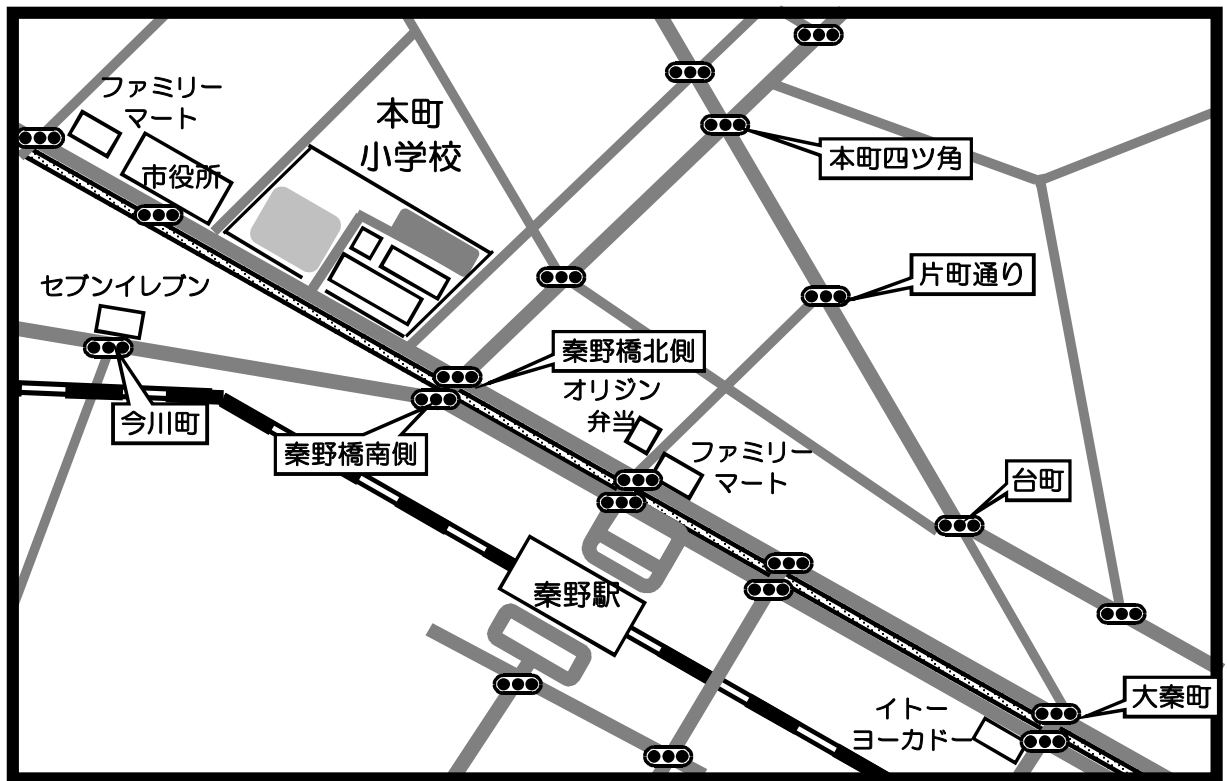 ファミリー
マート
市役所
本町
小学校
本町四ツ角
片町通り
セブンイレブン
今川町
秦野橋北側
秦野橋南側
オリジン
弁当
ファミリー
マート
台町
秦野駅
大秦町
イトー
ヨーカドー